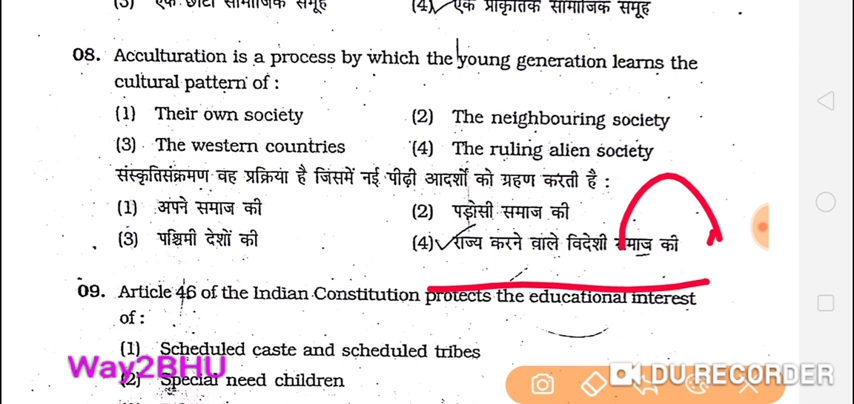 (3) एक छोटा सामाजिक समूह (4) एक प्राकृतिक सामाजिक समूह
08. Acculturation is a process by which the young generation learns the
cultural pattern of :
(1) Their own society (2) The neighbouring society
(3) The western countries (4) The ruling alien society
संस्कृतिसंक्रमण वह प्रक्रिया है जिसमें नई पीढ़ी आदर्शों को ग्रहण करती है :
(1) अपने समाज की (2) पड़ोसी समाज की
(3) पश्चिमी देशों की (4) राज्य करने वाले विदेशी समाज की
09. Article 46 of the Indian Constitution protects the educational interest
of :
(1) Scheduled caste and scheduled tribes
Way2BHU
(2) Special need children
DU RECORDER